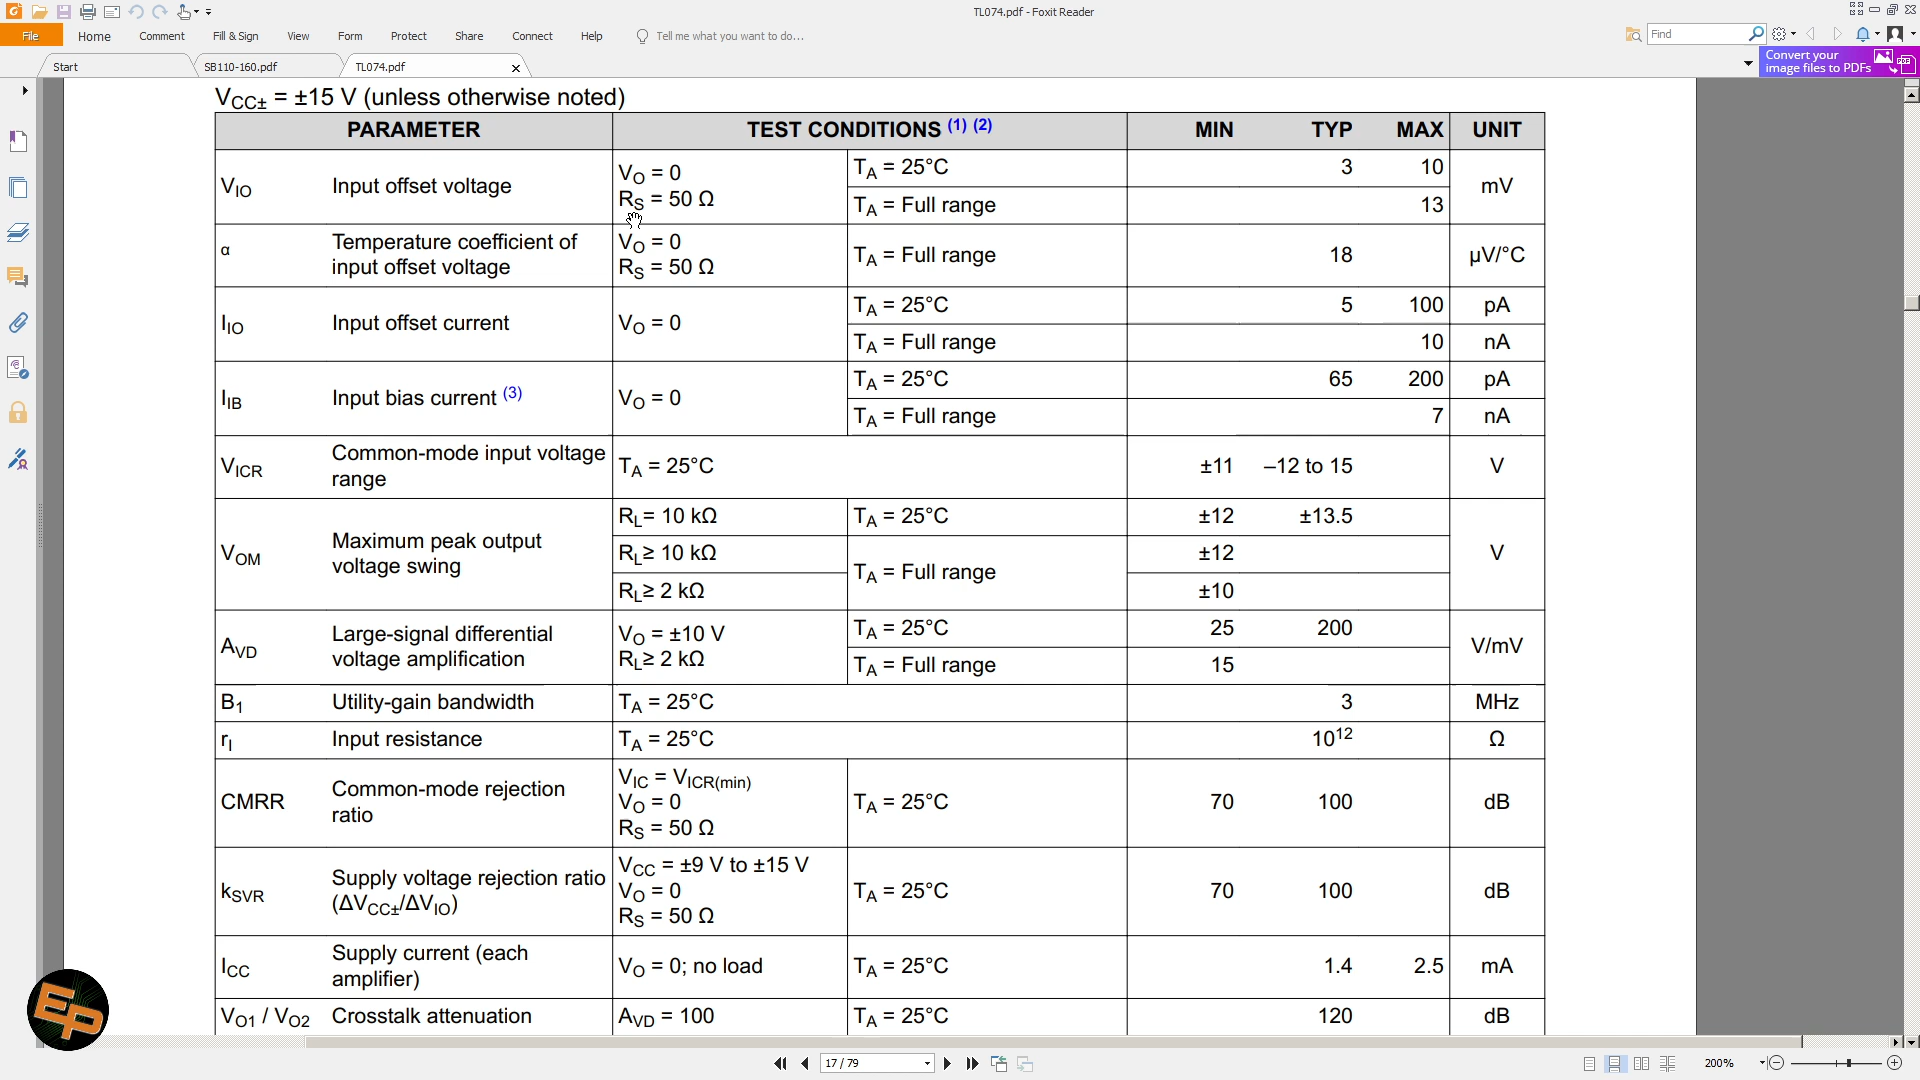 TL074.pdf - Foxit Reader
File Home Comment Fill & Sign View Form Protect Share Connect Help Tell me what you want to do... Find
Start SB110-160.pdf TL074.pdf
Convert your
image files to PDFs
VCC± = ±15 V (unless otherwise noted)
PARAMETER TEST CONDITIONS (1) (2) MIN TYP MAX UNIT
VIO Input offset voltage VO = 0 RS = 50 Ω TA = 25°C 3 10 mV
TA = Full range 13
α Temperature coefficient of input offset voltage VO = 0 RS = 50 Ω TA = Full range 18 µV/°C
IIO Input offset current VO = 0 TA = 25°C 5 100 pA
TA = Full range 10 nA
IIB Input bias current (3) VO = 0 TA = 25°C 65 200 pA
TA = Full range 7 nA
VICR Common-mode input voltage range TA = 25°C ±11 –12 to 15 V
VOM Maximum peak output voltage swing RL= 10 kΩ TA = 25°C ±12 ±13.5 V
RL≥ 10 kΩ TA = Full range ±12
RL≥ 2 kΩ ±10
AVD Large-signal differential voltage amplification VO = ±10 V RL≥ 2 kΩ TA = 25°C 25 200 V/mV
TA = Full range 15
B1 Utility-gain bandwidth TA = 25°C 3 MHz
rI Input resistance TA = 25°C 10¹² Ω
CMRR Common-mode rejection ratio VIC = VICR(min) VO = 0 RS = 50 Ω TA = 25°C 70 100 dB
kSVR Supply voltage rejection ratio (ΔVCC±/ΔVIO) VCC = ±9 V to ±15 V VO = 0 RS = 50 Ω TA = 25°C 70 100 dB
ICC Supply current (each amplifier) VO = 0; no load TA = 25°C 1.4 2.5 mA
VO1 / VO2 Crosstalk attenuation AVD = 100 TA = 25°C 120 dB
EP
17 / 79 200%